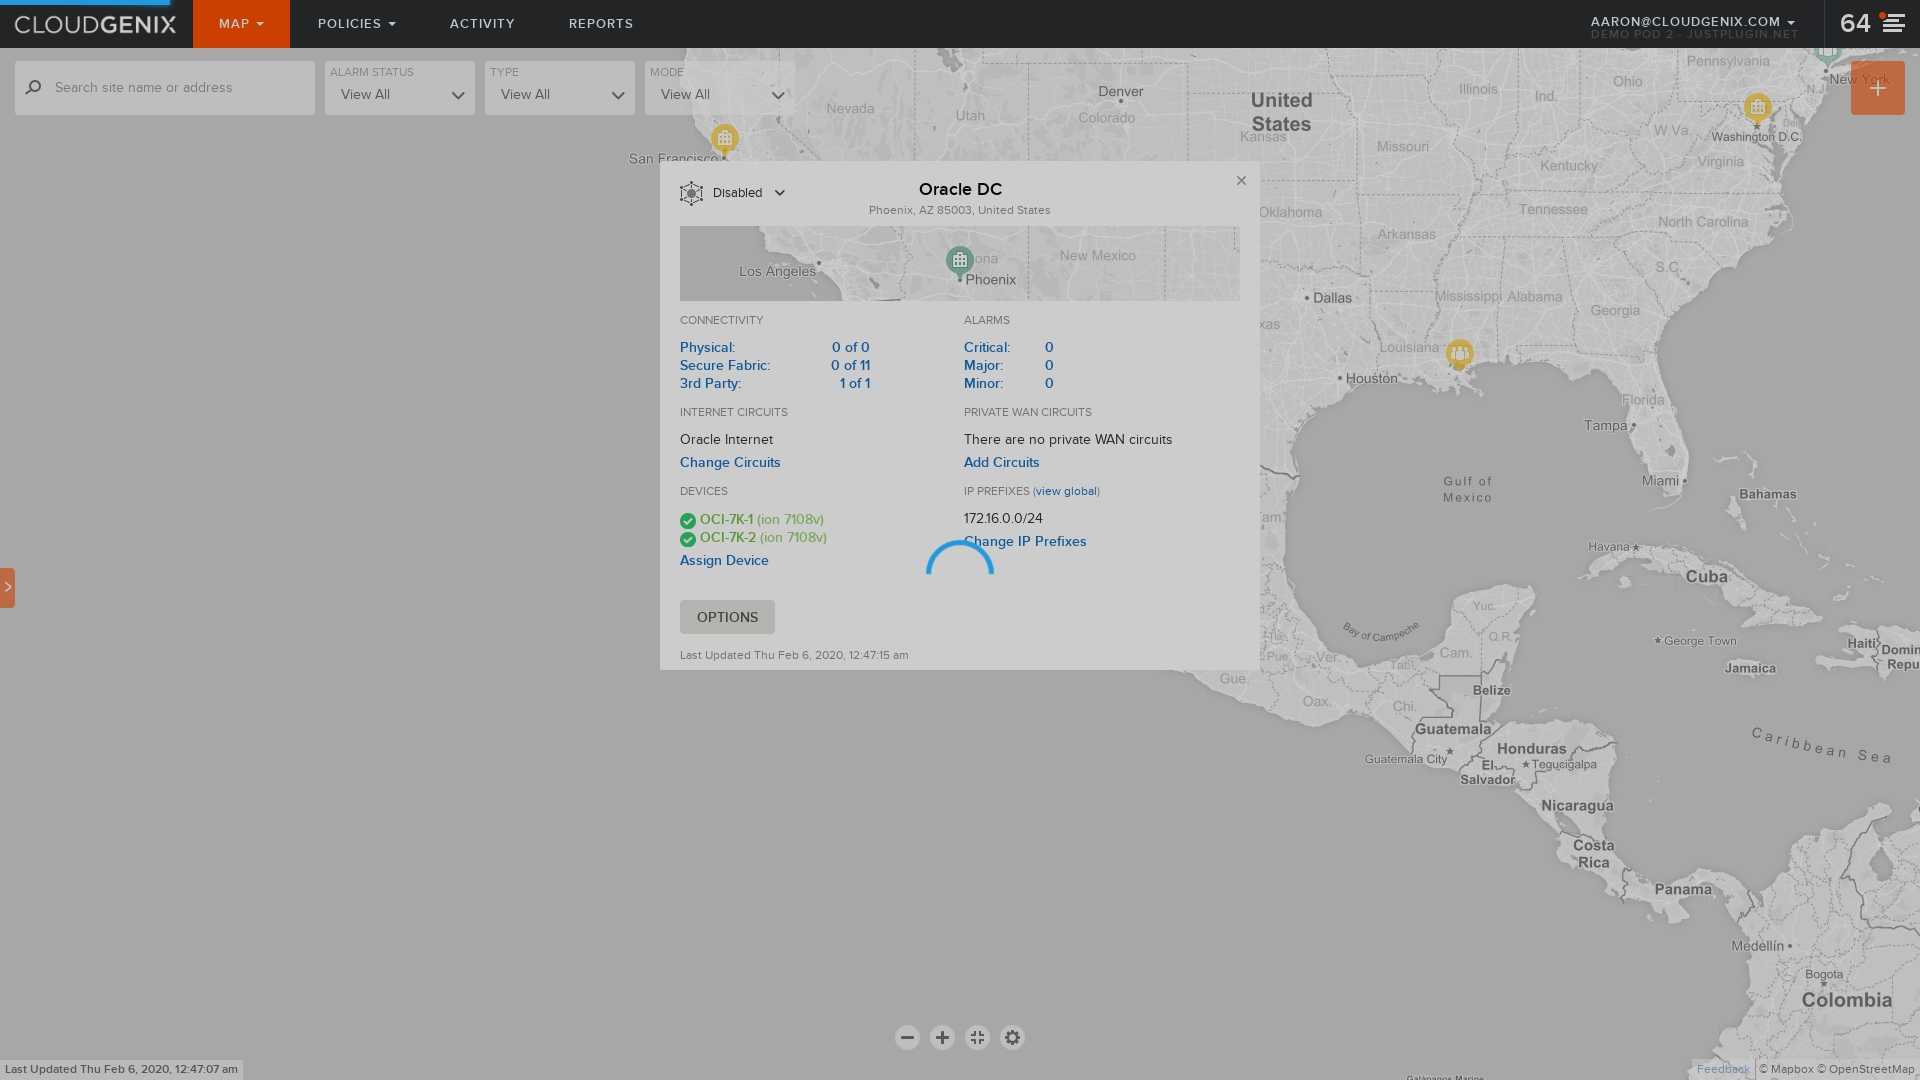 CLOUDGENIX
MAP
POLICIES
ACTIVITY
REPORTS
AARON@CLOUDGENIX.COM
DEMO POD 2 - JUSTPLUGIN.NET
64
Search site name or address
ALARM STATUS
View All
TYPE
View All
MODE
View All
San Francisco
Nevada
Utah
Denver
Colorado
United
States
Kansas
Missouri
Illinois
Ind.
Ohio
Pennsylvania
New York
N.J.
W.Va.
Washington D.C.
Virginia
Kentucky
Oklahoma
Arkansas
Tennessee
North Carolina
S.C.
Mississippi
Alabama
Georgia
Dallas
Louisiana
Houston
Florida
Tampa
Miami
Gulf of
Mexico
Bahamas
Havana
Cuba
Yuc.
Q.R.
Bay of Campeche
Cam.
Tab.
Ver.
Pue.
Gue.
Oax.
Chi.
George Town
Jamaica
Haiti
Belize
Guatemala
Guatemala City
Honduras
Tegucigalpa
El
Salvador
Nicaragua
Caribbean Sea
Costa
Rica
Panama
Medellín
Bogota
Colombia
Disabled
Oracle DC
Phoenix, AZ 85003, United States
Los Angeles
Phoenix
New Mexico
CONNECTIVITY
Physical: 0 of 0
Secure Fabric: 0 of 11
3rd Party: 1 of 1
ALARMS
Critical: 0
Major: 0
Minor: 0
INTERNET CIRCUITS
Oracle Internet
Change Circuits
PRIVATE WAN CIRCUITS
There are no private WAN circuits
Add Circuits
DEVICES
OCI-7K-1 (ion 7108v)
OCI-7K-2 (ion 7108v)
Assign Device
IP PREFIXES (view global)
172.16.0.0/24
Change IP Prefixes
OPTIONS
Last Updated Thu Feb 6, 2020, 12:47:15 am
Last Updated Thu Feb 6, 2020, 12:47:07 am
Feedback
© Mapbox © OpenStreetMap